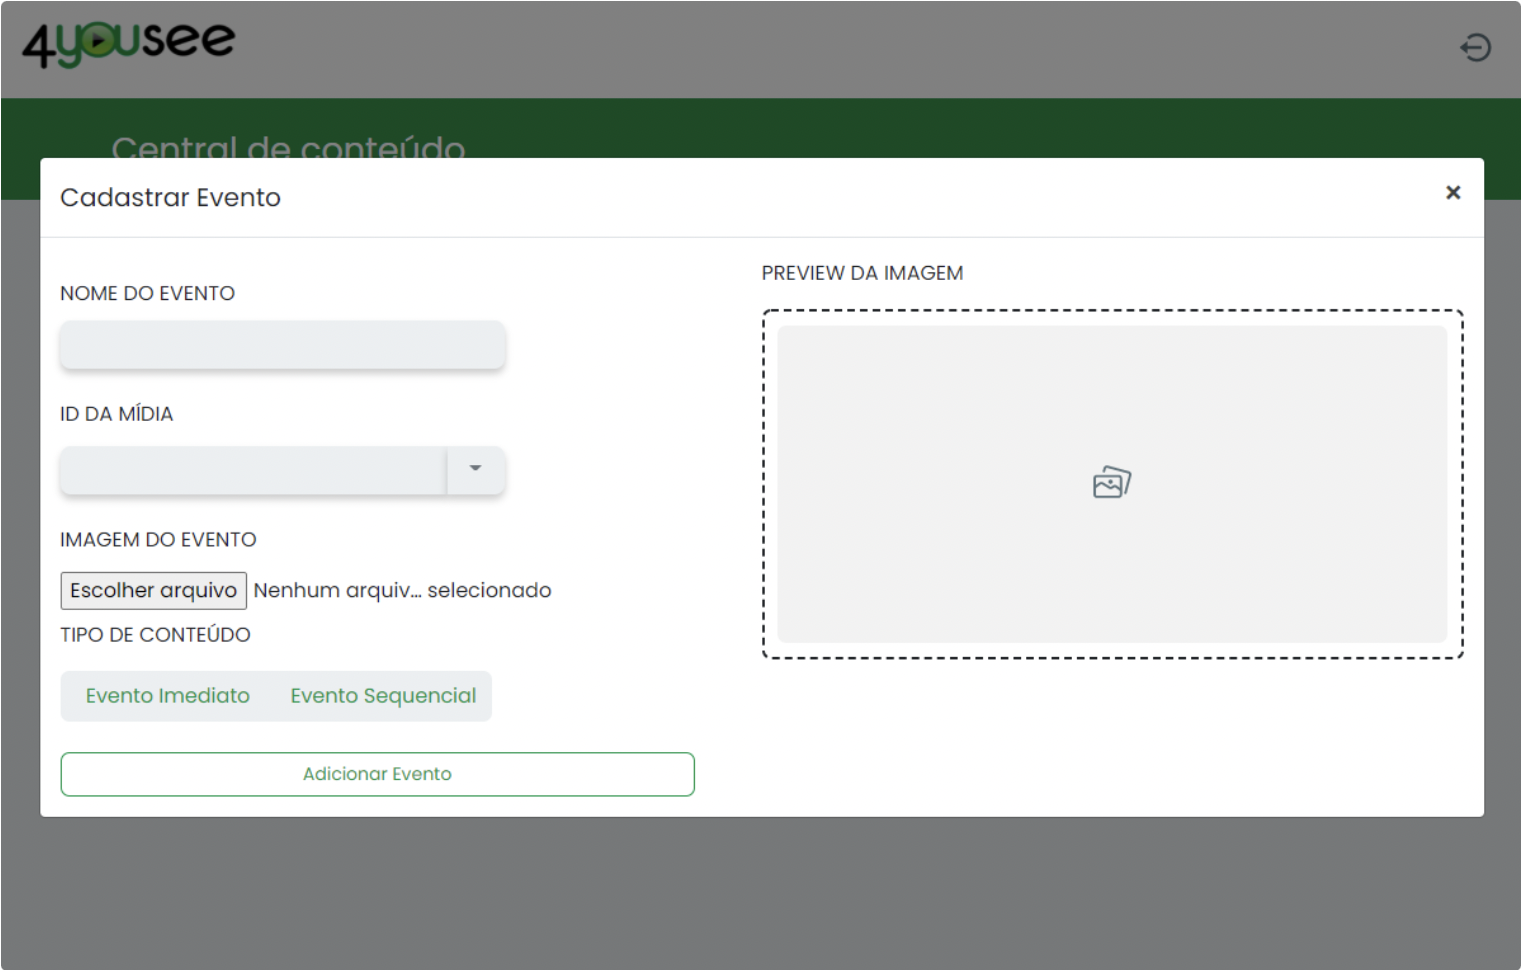 4yousee
Central de conteúdo
Cadastrar Evento
NOME DO EVENTO
ID DA MÍDIA
IMAGEM DO EVENTO
Escolher arquivo Nenhum arquiv... selecionado
TIPO DE CONTEÚDO
Evento Imediato Evento Sequencial
Adicionar Evento
PREVIEW DA IMAGEM